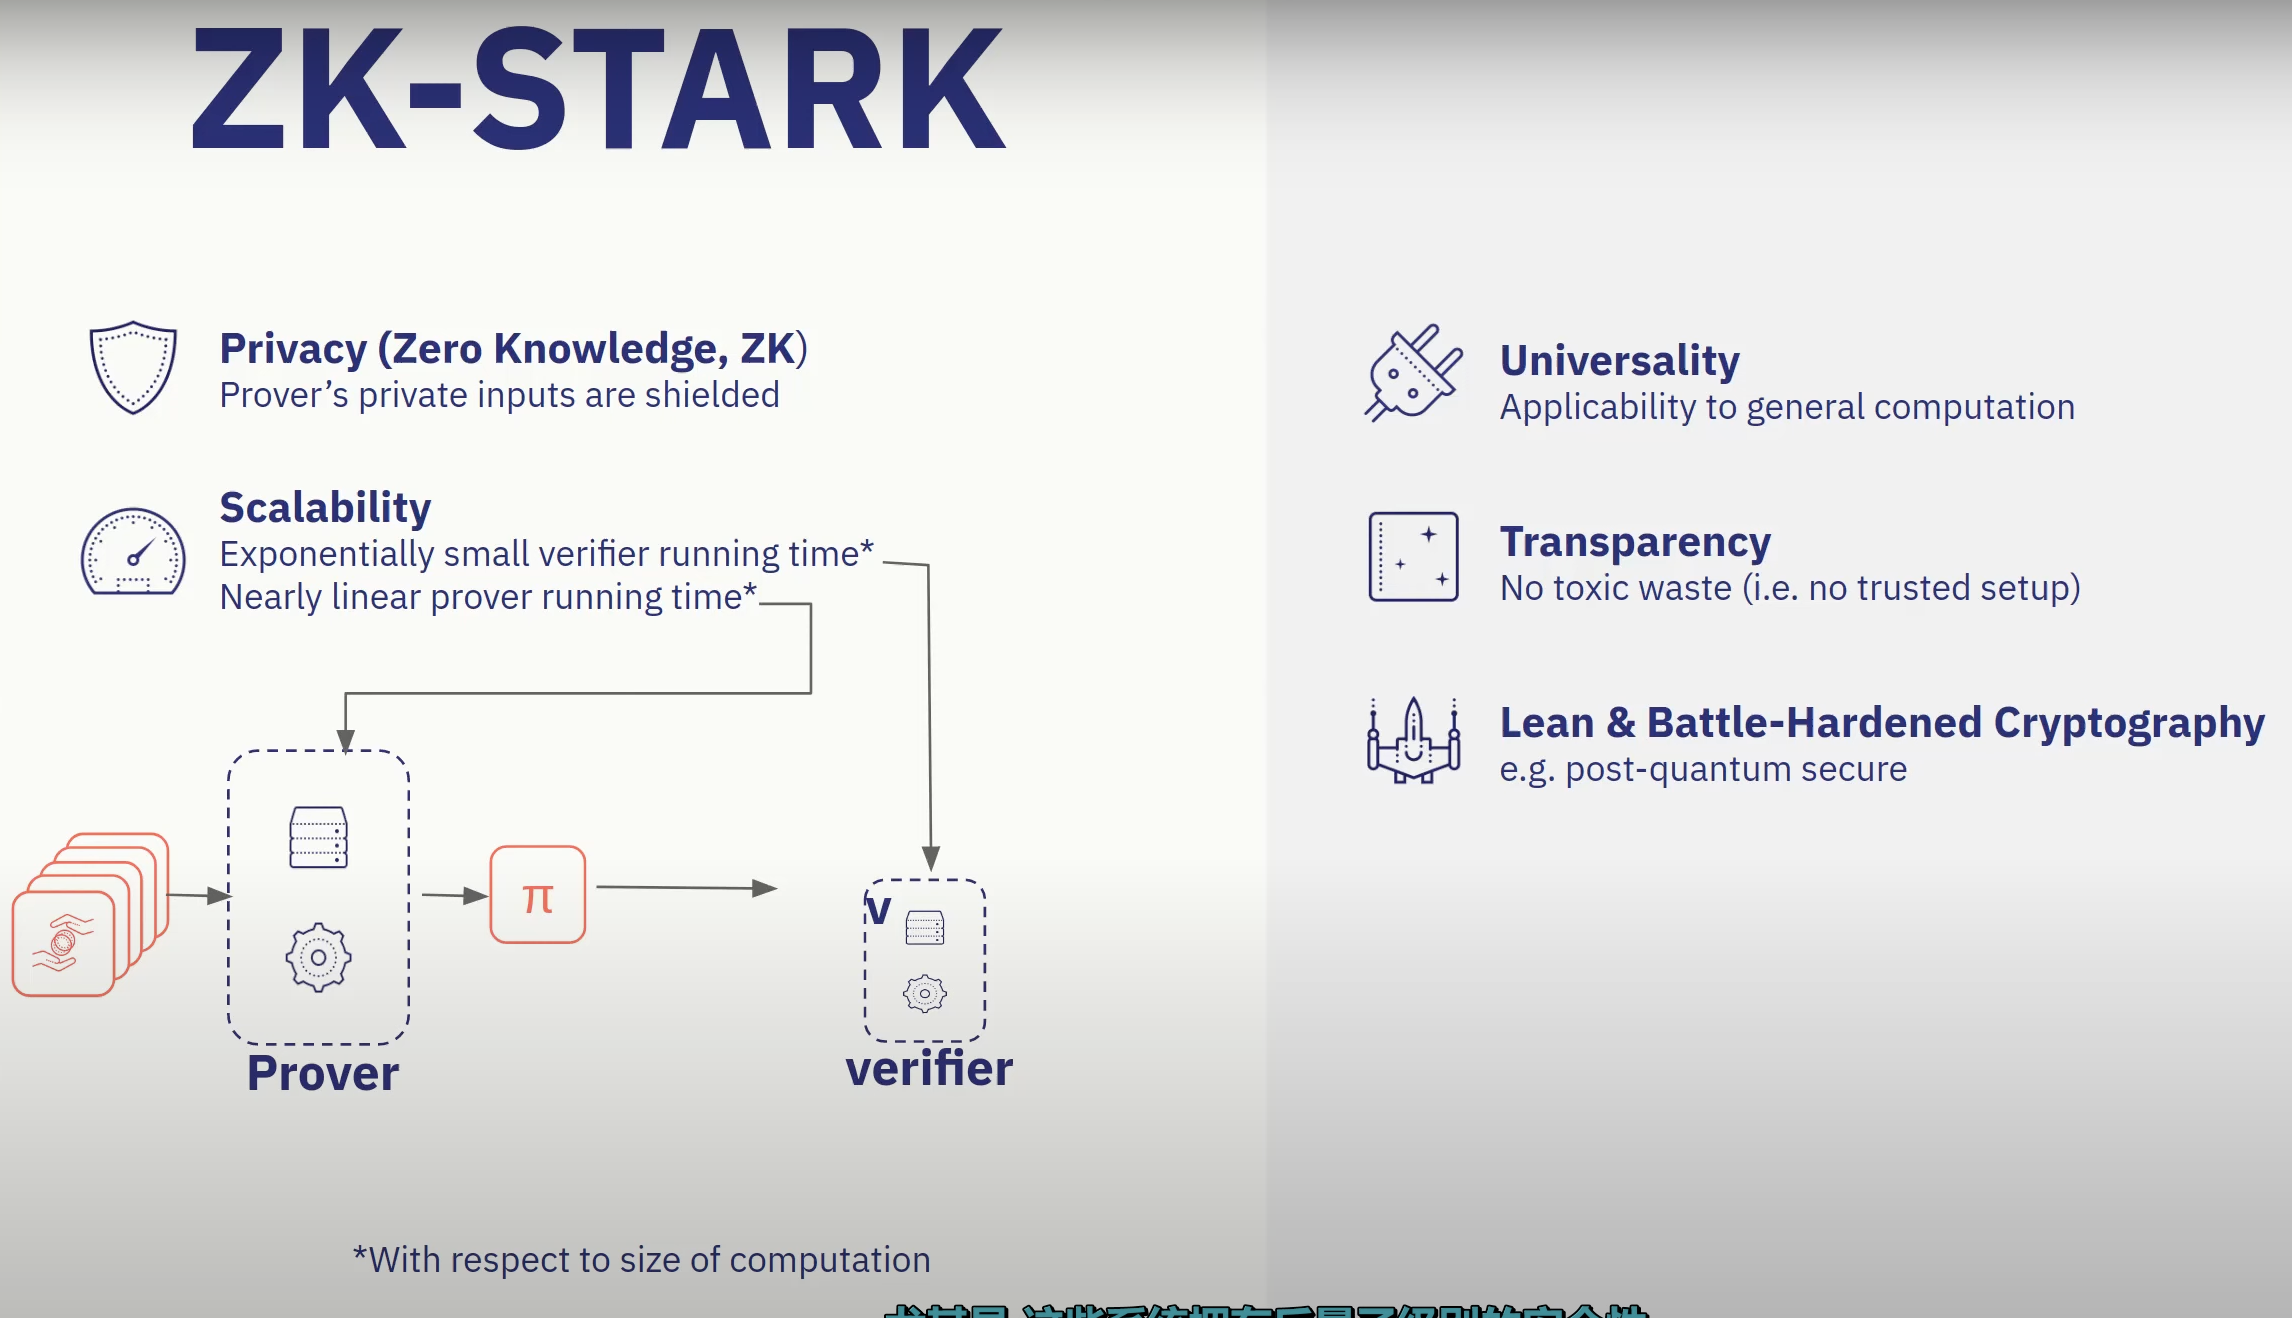 ZK-STARK
Privacy (Zero Knowledge, ZK)
Prover’s private inputs are shielded
Scalability
Exponentially small verifier running time*
Nearly linear prover running time*
π
v
Prover
verifier
*With respect to size of computation
Universality
Applicability to general computation
Transparency
No toxic waste (i.e. no trusted setup)
Lean & Battle-Hardened Cryptography
e.g. post-quantum secure